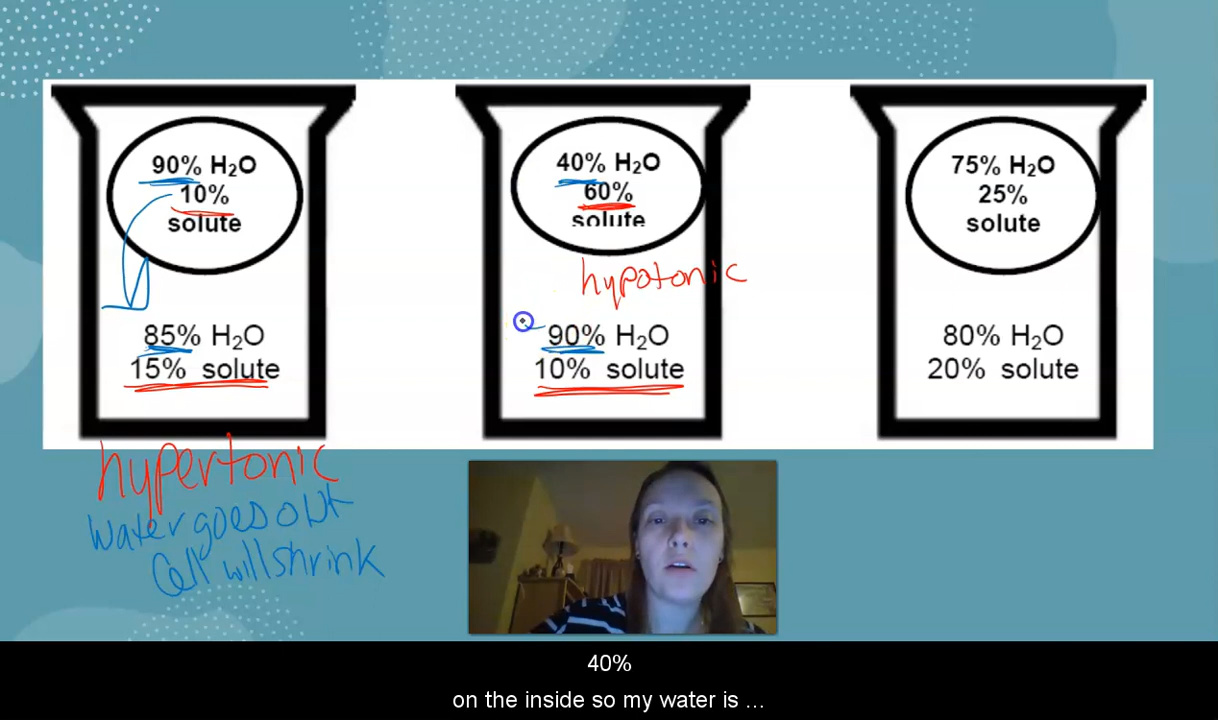 90% H₂O
10%
solute
85% H₂O
15% solute
hypertonic
Water goes out
Cell will shrink
40% H₂O
60%
solute
hypotonic
90% H₂O
10% solute
75% H₂O
25%
solute
80% H₂O
20% solute
40%
on the inside so my water is ...